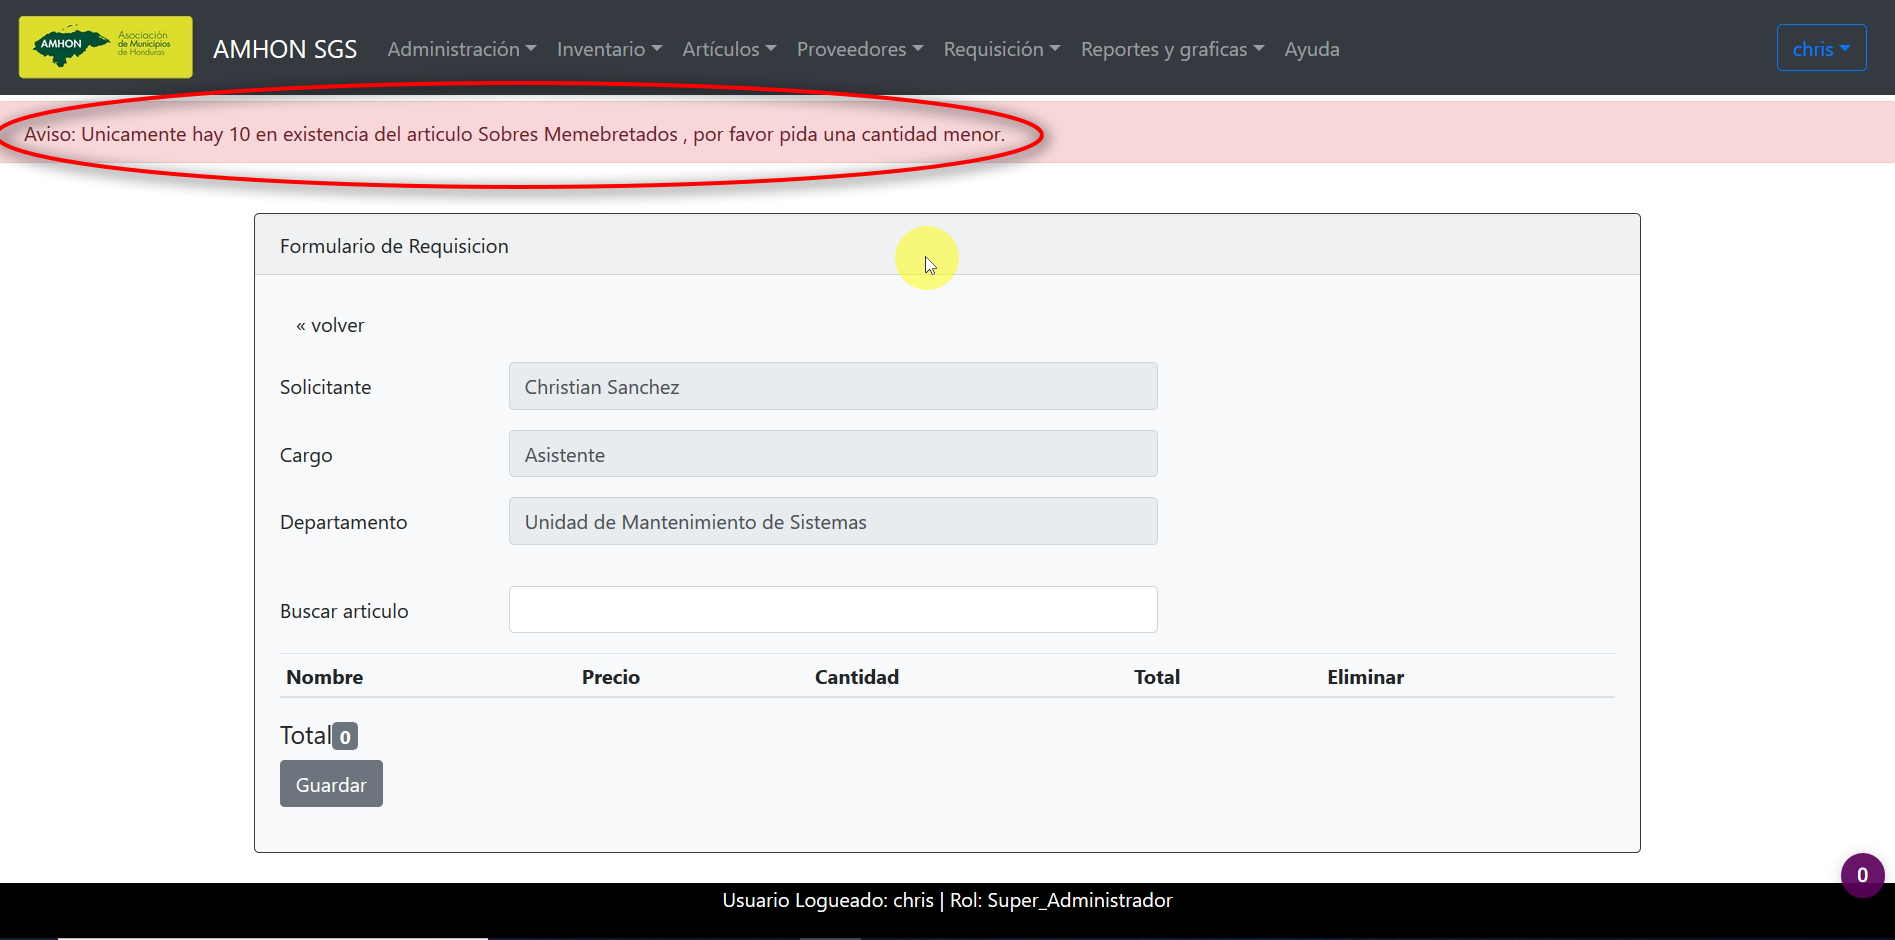 AMHON
Asociación
de Municipios
de Honduras
AMHON SGS
Administración
Inventario
Artículos
Proveedores
Requisición
Reportes y graficas
Ayuda
chris
Aviso: Unicamente hay 10 en existencia del articulo Sobres Memebretados , por favor pida una cantidad menor.
Formulario de Requisicion
« volver
Solicitante
Christian Sanchez
Cargo
Asistente
Departamento
Unidad de Mantenimiento de Sistemas
Buscar articulo
Nombre Precio Cantidad Total Eliminar
Total 0
Guardar
0
Usuario Logueado: chris | Rol: Super_Administrador